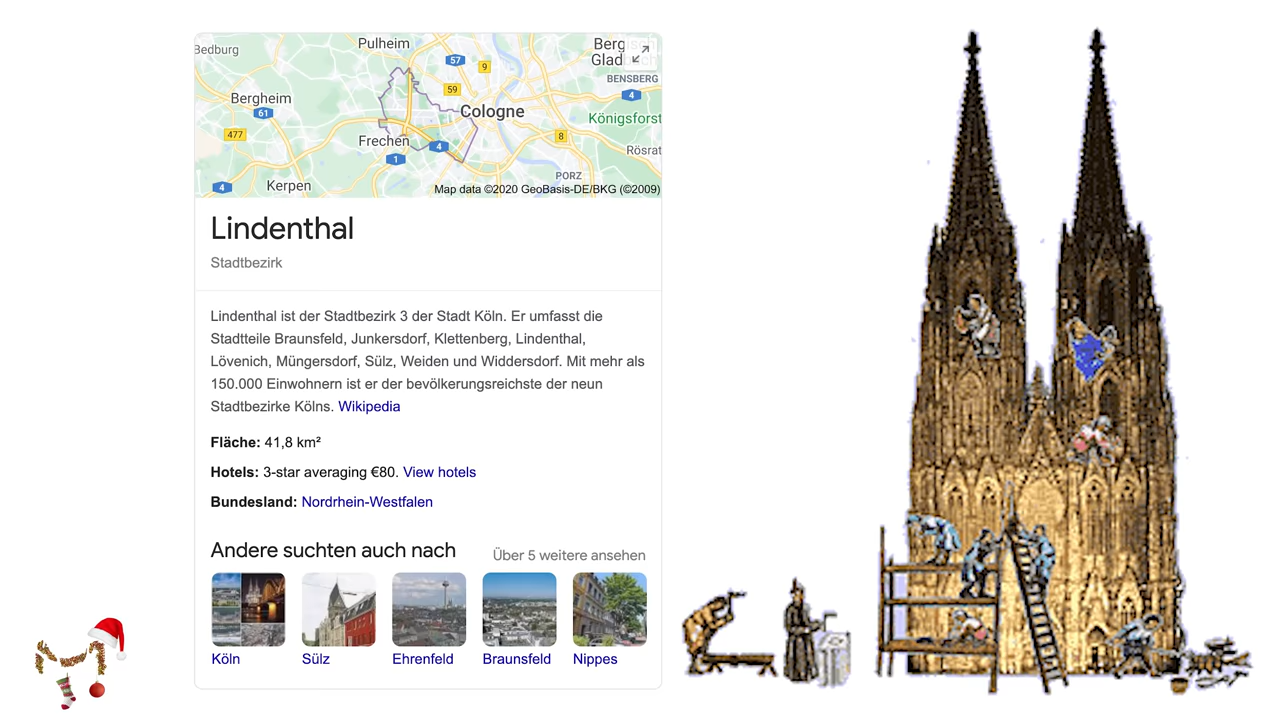 Bedburg
Pulheim
Bergisch
Gladbach
57
9
BENSBERG
59
4
Bergheim
61
Cologne
Königsforst
477
8
Frechen
4
Rösrat
1
PORZ
4
Kerpen
Map data ©2020 GeoBasis-DE/BKG (©2009)
Lindenthal
Stadtbezirk
Lindenthal ist der Stadtbezirk 3 der Stadt Köln. Er umfasst die
Stadtteile Braunsfeld, Junkersdorf, Klettenberg, Lindenthal,
Lövenich, Müngersdorf, Sülz, Weiden und Widdersdorf. Mit mehr als
150.000 Einwohnern ist er der bevölkerungsreichste der neun
Stadtbezirke Kölns. Wikipedia
Fläche: 41,8 km²
Hotels: 3-star averaging €80. View hotels
Bundesland: Nordrhein-Westfalen
Andere suchten auch nach
Über 5 weitere ansehen
Köln Sülz Ehrenfeld Braunsfeld Nippes